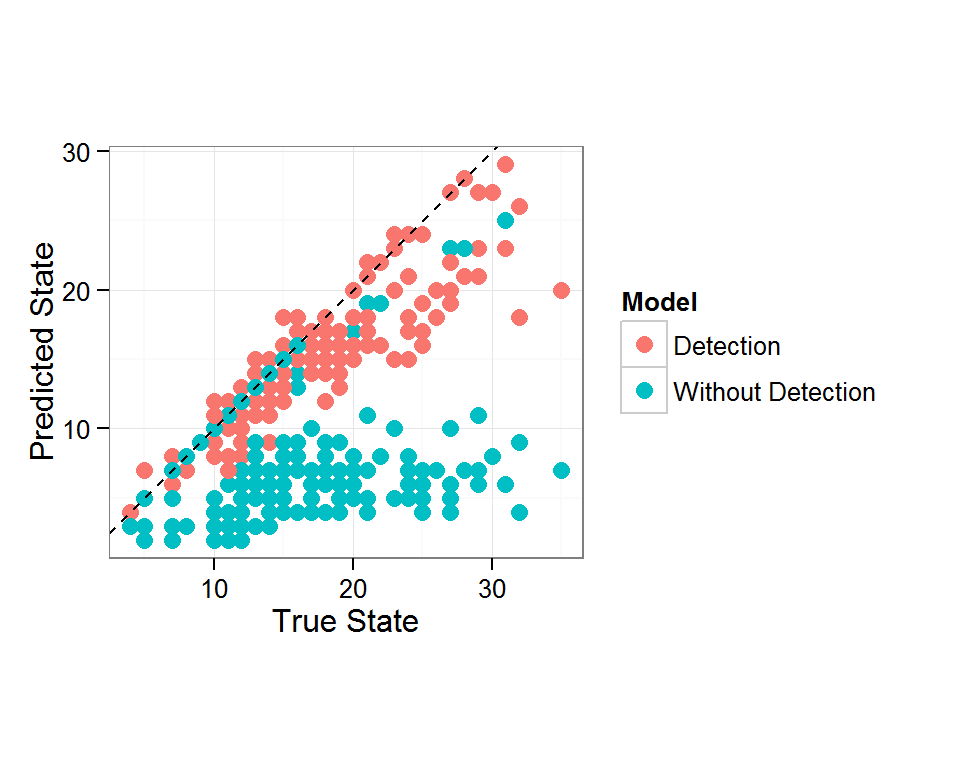 Predicted State
30
20
10
10 20 30
True State
Model
Detection
Without Detection